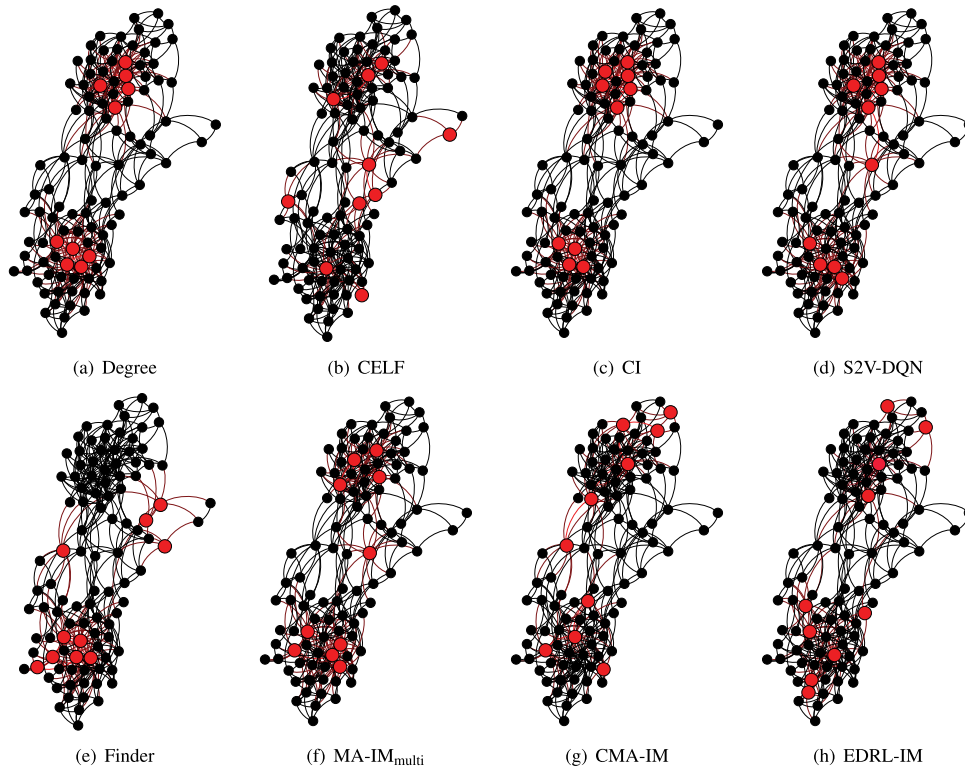 (a) Degree
(b) CELF
(c) CI
(d) S2V-DQN
(e) Finder
(f) MA-IMmulti
(g) CMA-IM
(h) EDRL-IM